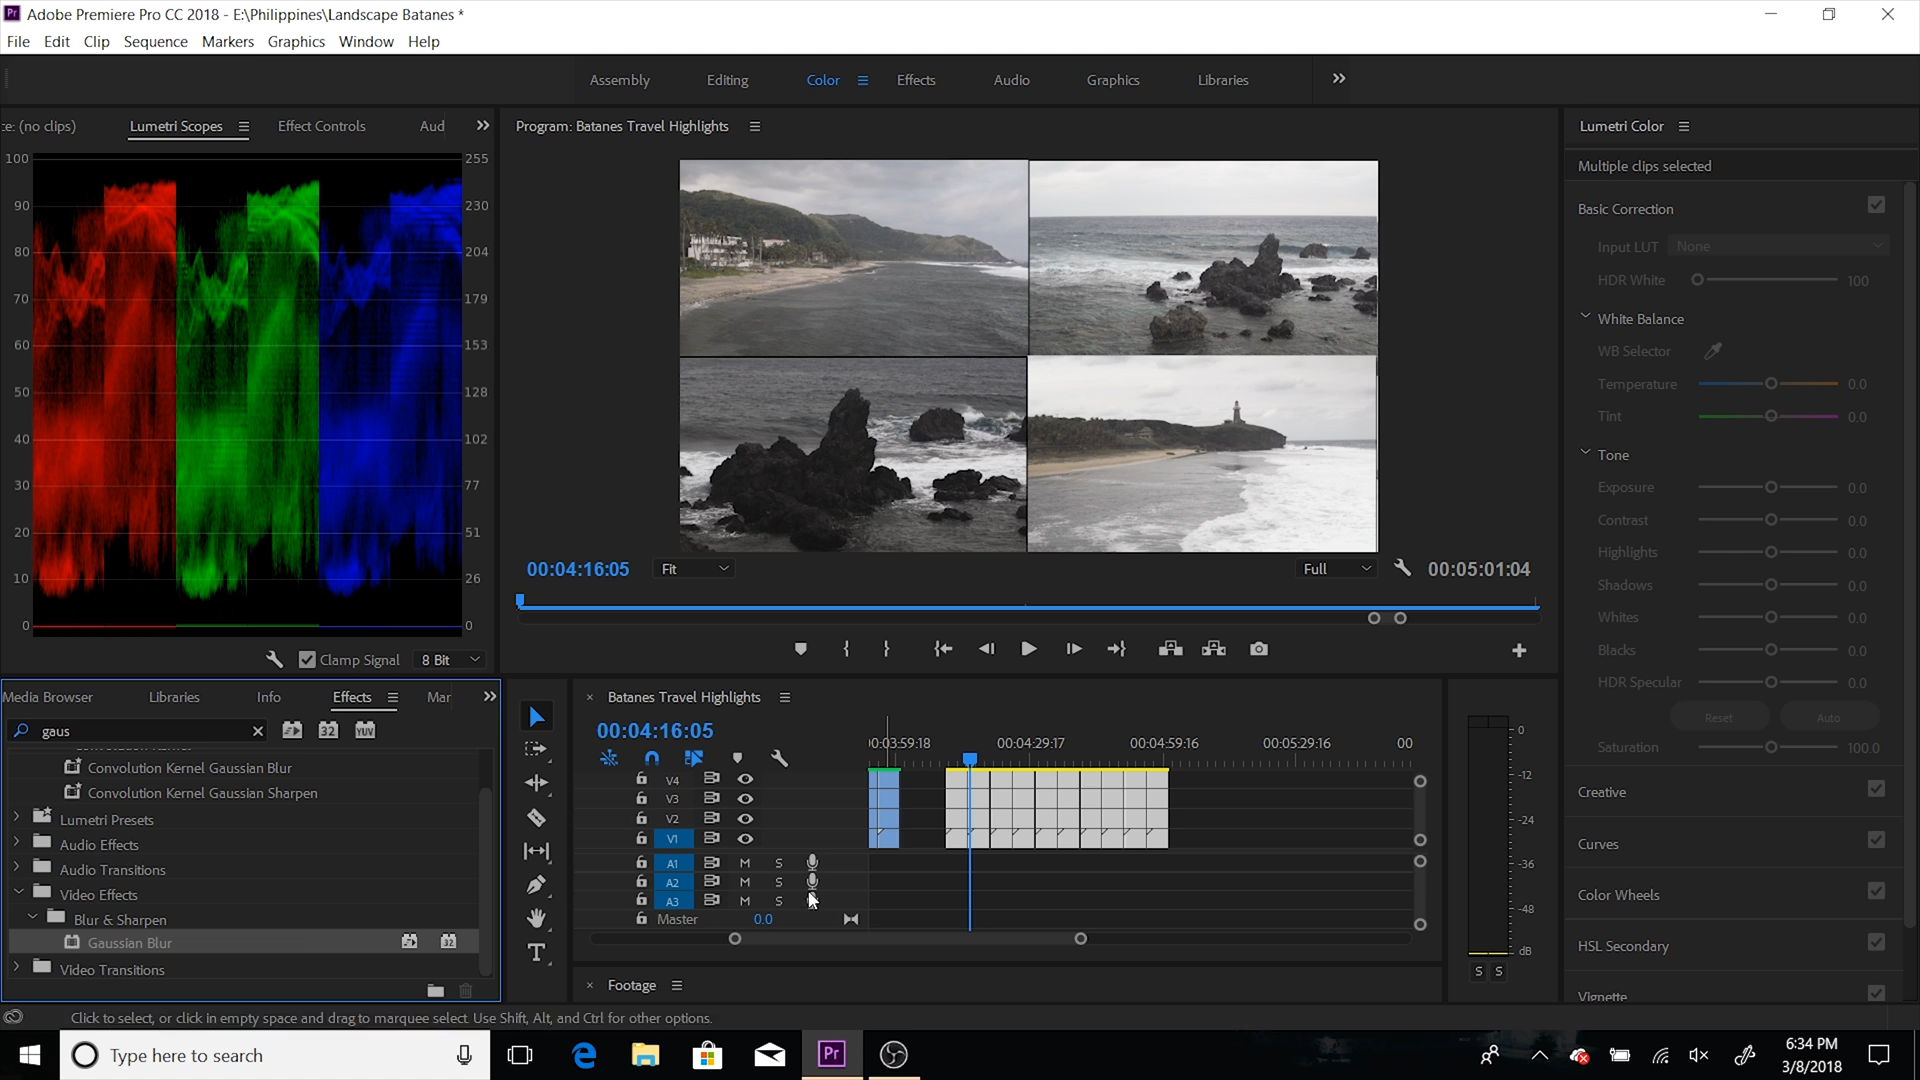 Pr Adobe Premiere Pro CC 2018 - E:\Philippines\Landscape Batanes *
File Edit Clip Sequence Markers Graphics Window Help
Assembly Editing Color Effects Audio Graphics Libraries
ce: (no clips) Lumetri Scopes Effect Controls Aud
Program: Batanes Travel Highlights
Lumetri Color
Multiple clips selected
100 255
90 230
80 204
70 179
60 153
50 128
40 102
30 77
20 51
10 26
0 0
Clamp Signal 8 Bit
00:04:16:05 Fit Full 00:05:01:04
Basic Correction
Input LUT None
HDR White 100
White Balance
WB Selector
Temperature 0.0
Tint 0.0
Tone
Exposure 0.0
Contrast 0.0
Highlights 0.0
Shadows 0.0
Whites 0.0
Blacks 0.0
HDR Specular 0.0
Reset Auto
Saturation 100.0
Creative
Curves
Color Wheels
HSL Secondary
Vignette
Media Browser Libraries Info Effects Mar
gaus 32 YUV
Convolution Kernel Gaussian Blur
Convolution Kernel Gaussian Sharpen
Lumetri Presets
Audio Effects
Audio Transitions
Video Effects
Blur & Sharpen
Gaussian Blur 32
Video Transitions
× Batanes Travel Highlights
00:04:16:05
00:03:59:18 00:04:29:17 00:04:59:16 00:05:29:16 00
V4
V3
V2
V1
A1 M S
A2 M S
A3 M S
Master 0.0
× Footage
0
-12
-24
-36
-48
dB
S S
Click to select, or click in empty space and drag to marquee select. Use Shift, Alt, and Ctrl for other options.
Type here to search
Pr
6:34 PM
3/8/2018